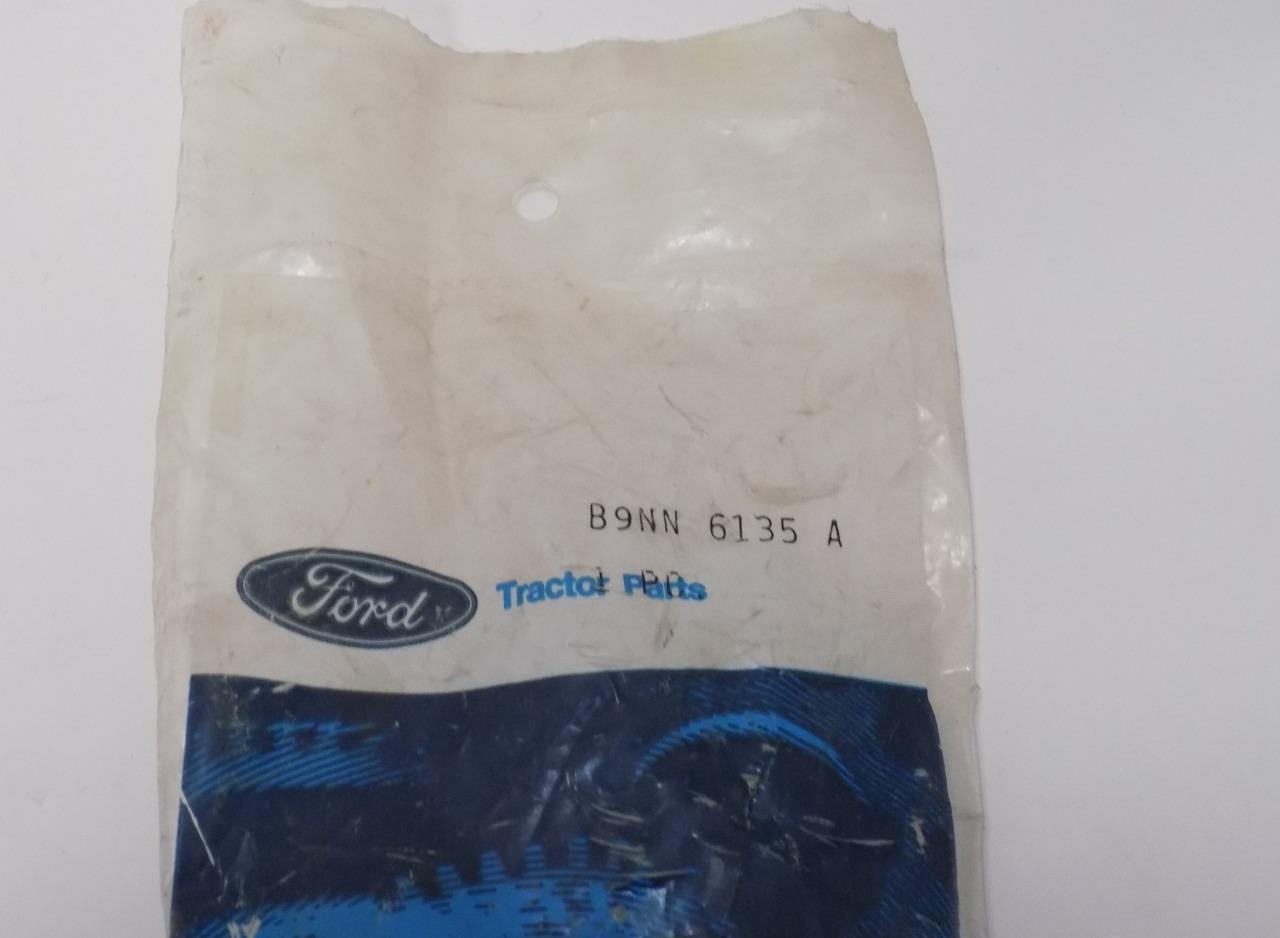 B9NN 6135 A
Ford
Tractor Parts